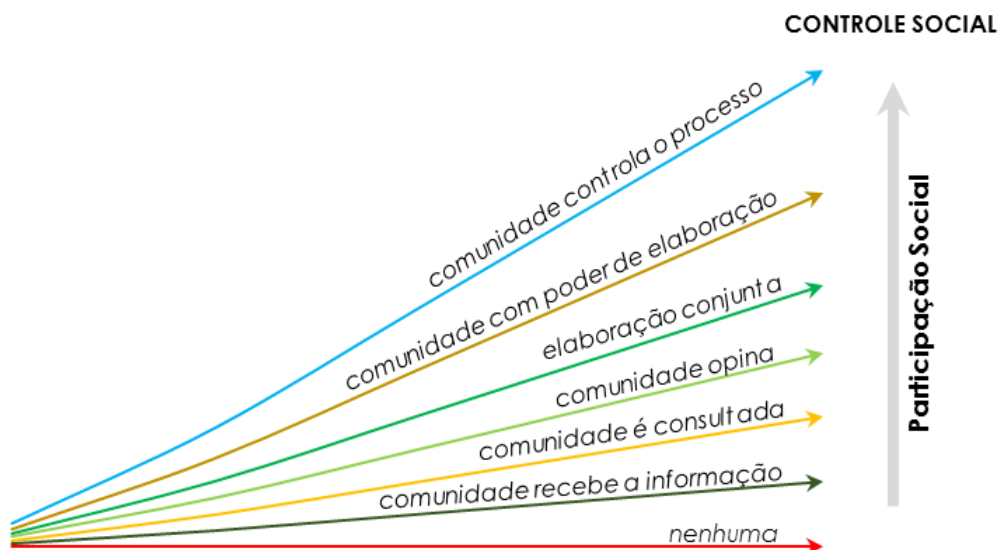 CONTROLE SOCIAL
comunidade controla o processo
comunidade com poder de elaboração
elaboração conjunta
comunidade opina
comunidade é consultada
comunidade recebe a informação
nenhuma
Participação Social